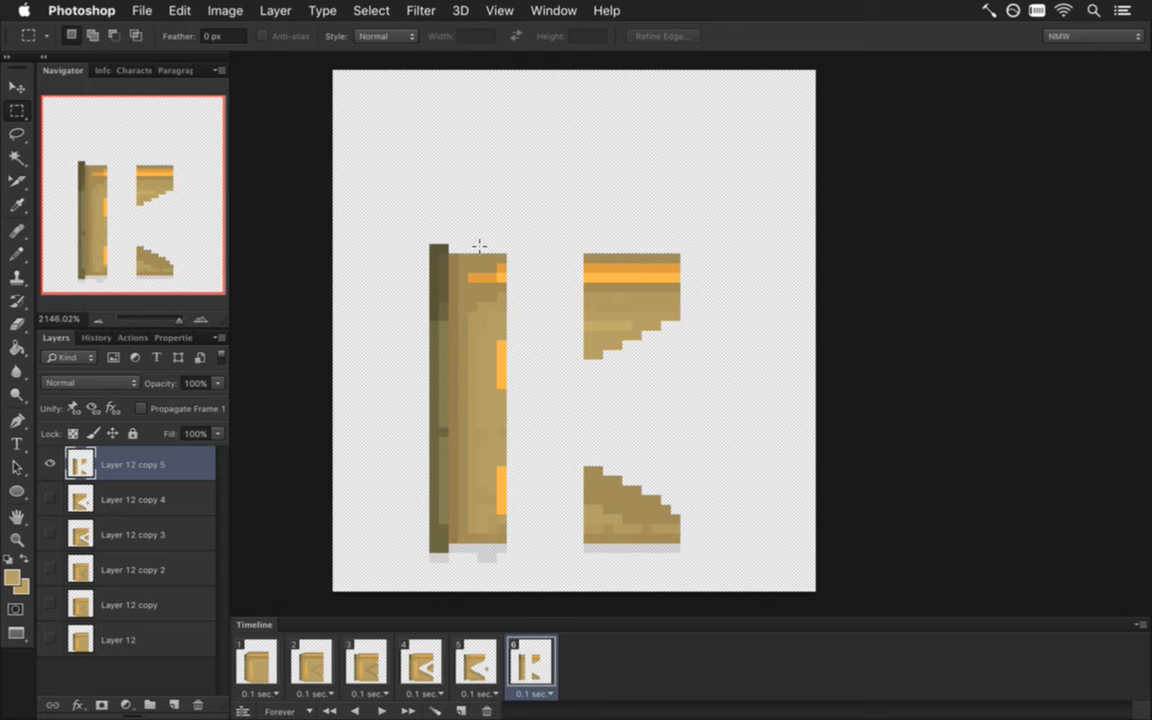 Photoshop File Edit Image Layer Type Select Filter 3D View Window Help
Feather: 0 px Anti-alias Style: Normal Width: Height: Refine Edge... NMW
Navigator Info Characte Paragrap
2146.02%
Layers History Actions Propertie
Kind
Normal Opacity: 100%
Unify: Propagate Frame 1
Lock: Fill: 100%
Layer 12 copy 5
Layer 12 copy 4
Layer 12 copy 3
Layer 12 copy 2
Layer 12 copy
Layer 12
Timeline
1 2 3 4 5 6
0.1 sec. 0.1 sec. 0.1 sec. 0.1 sec. 0.1 sec. 0.1 sec.
Forever